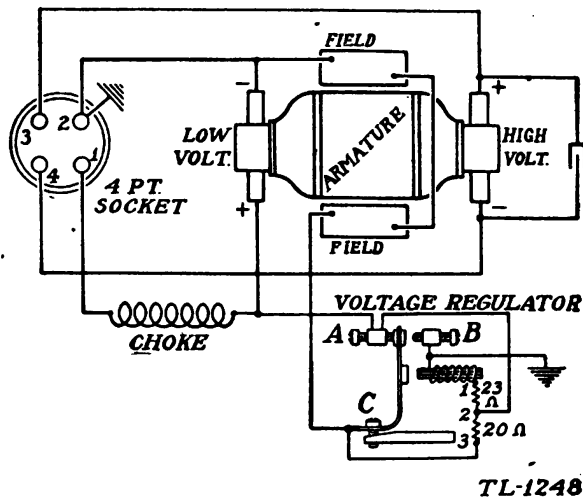 FIELD
3 2 − +
LOW VOLT.
ARMATURE
HIGH VOLT.
4 1
4 PT. SOCKET
+ −
FIELD
VOLTAGE REGULATOR
A B
CHOKE
C
1 23 Ω
2
20 Ω
3
TL-1248